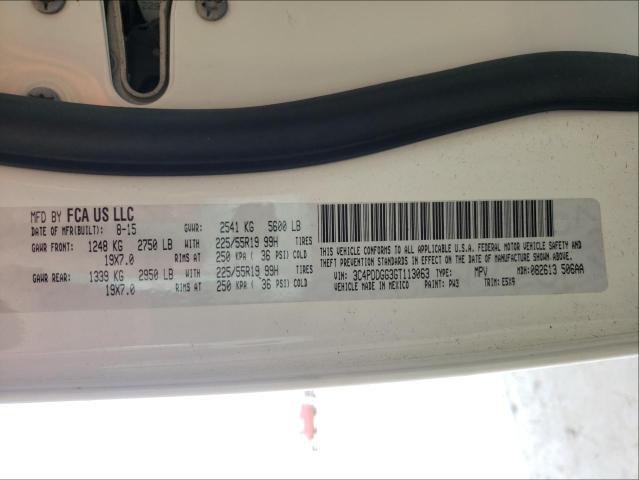 MFD BY FCA US LLC
DATE OF MFR(BUILT): 8-15 GVWR: 2541 KG 5600 LB
GAWR FRONT: 1248 KG 2750 LB WITH 225/55R19 99H TIRES
19X7.0 RIMS AT 250 KPA ( 36 PSI) COLD
GAWR REAR: 1339 KG 2950 LB WITH 225/55R19 99H TIRES
19X7.0 RIMS AT 250 KPA ( 36 PSI) COLD
THIS VEHICLE CONFORMS TO ALL APPLICABLE U.S.A. FEDERAL MOTOR VEHICLE SAFETY AND
THEFT PREVENTION STANDARDS IN EFFECT ON THE DATE OF MANUFACTURE SHOWN ABOVE.
VIN: 3C4PDDGG3GT113063 TYPE: MPV MDH: 082613 506AA
VEHICLE MADE IN MEXICO PAINT: PW3 TRIM: E5X9